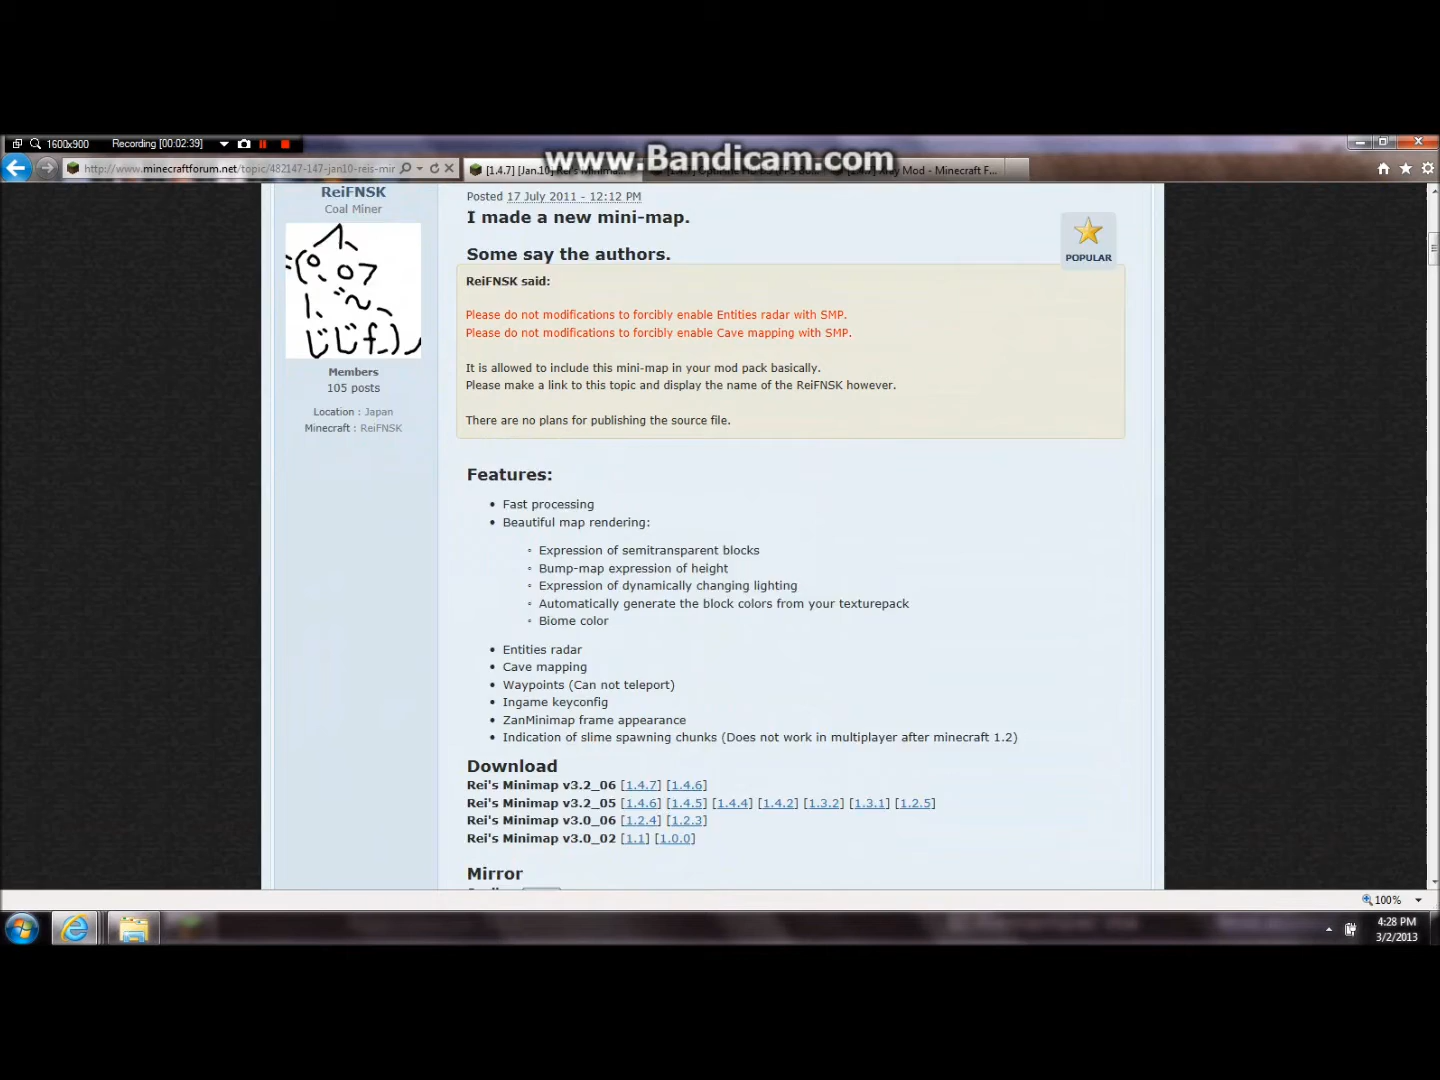 1600x900 Recording [00:02:39]
www.Bandicam.com
http://www.minecraftforum.net/topic/482147-147-jan10-reis-mir
[1.4.7] [Jan.10] Rei's Minima...
XRay Mod - Minecraft F...
ReiFNSK
Coal Miner
Members
105 posts
Location : Japan
Minecraft : ReiFNSK
Posted 17 July 2011 - 12:12 PM
I made a new mini-map.
POPULAR
Some say the authors.
ReiFNSK said:
Please do not modifications to forcibly enable Entities radar with SMP.
Please do not modifications to forcibly enable Cave mapping with SMP.
It is allowed to include this mini-map in your mod pack basically.
Please make a link to this topic and display the name of the ReiFNSK however.
There are no plans for publishing the source file.
Features:
• Fast processing
• Beautiful map rendering:
◦ Expression of semitransparent blocks
◦ Bump-map expression of height
◦ Expression of dynamically changing lighting
◦ Automatically generate the block colors from your texturepack
◦ Biome color
• Entities radar
• Cave mapping
• Waypoints (Can not teleport)
• Ingame keyconfig
• ZanMinimap frame appearance
• Indication of slime spawning chunks (Does not work in multiplayer after minecraft 1.2)
Download
Rei's Minimap v3.2_06 [1.4.7] [1.4.6]
Rei's Minimap v3.2_05 [1.4.6] [1.4.5] [1.4.4] [1.4.2] [1.3.2] [1.3.1] [1.2.5]
Rei's Minimap v3.0_06 [1.2.4] [1.2.3]
Rei's Minimap v3.0_02 [1.1] [1.0.0]
Mirror
100%
4:28 PM
3/2/2013